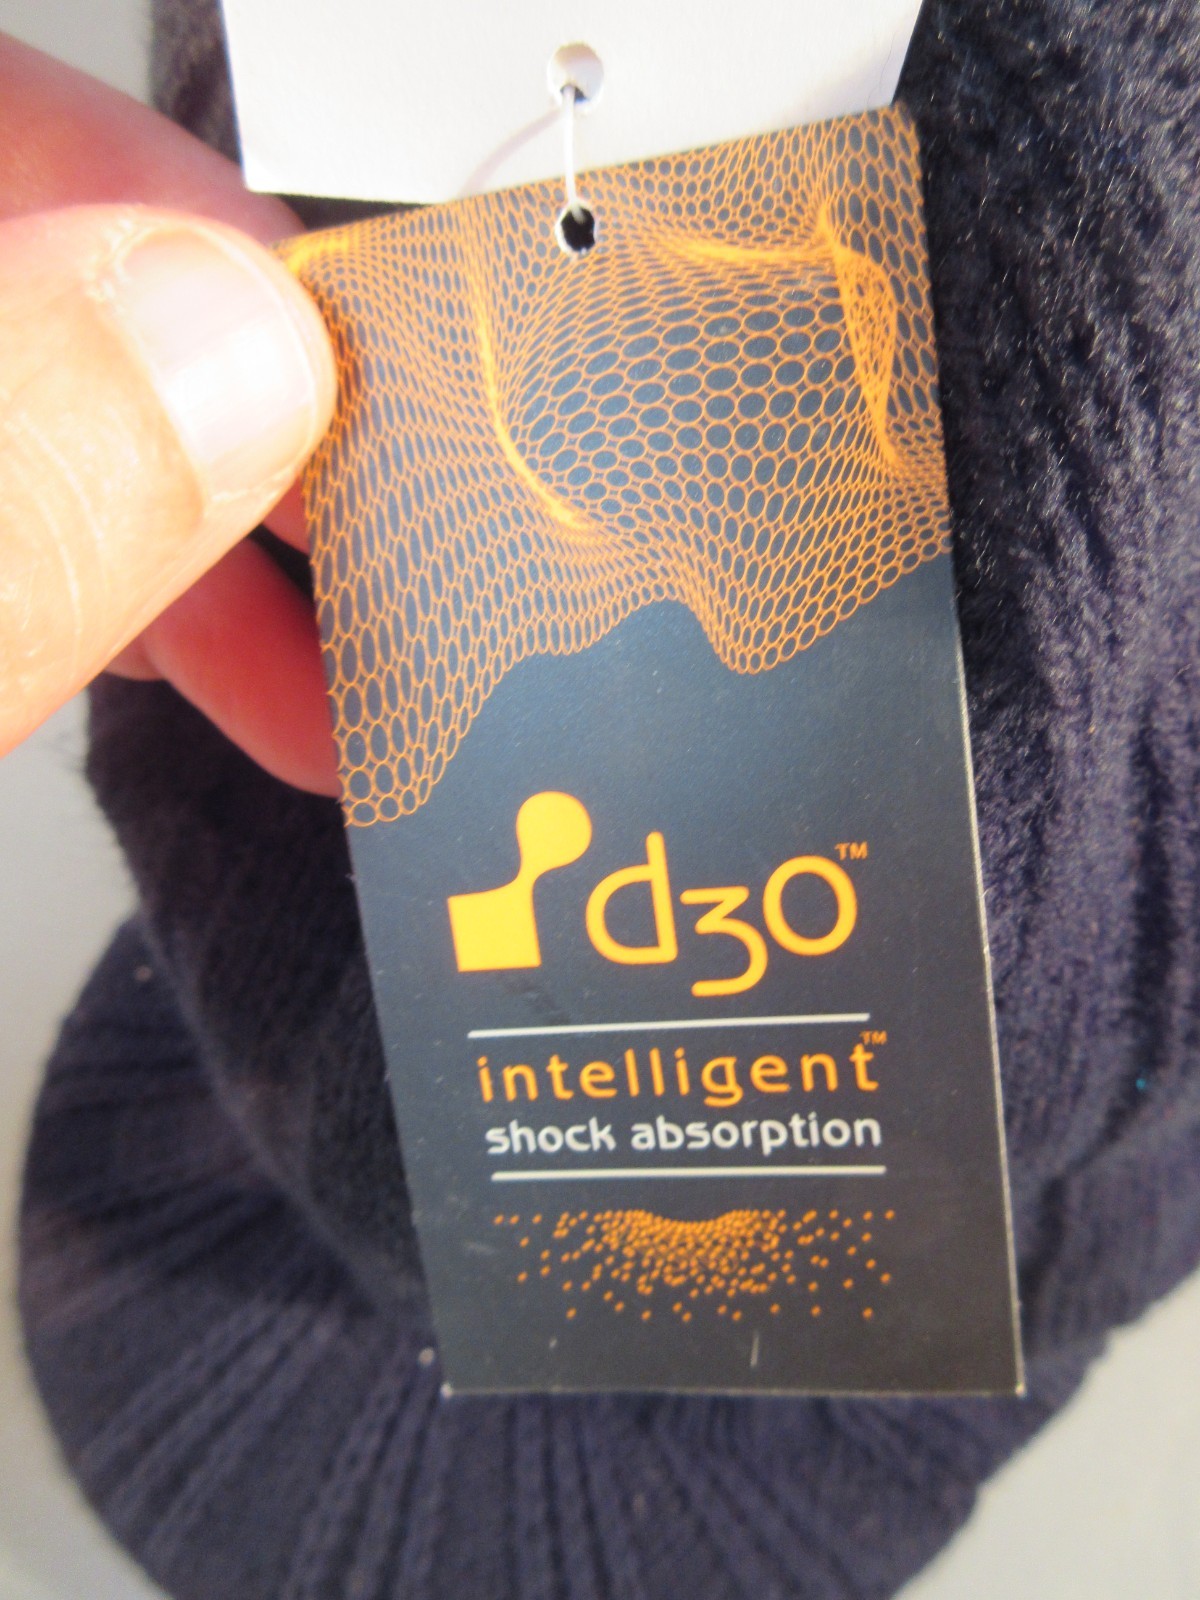 d3o™
intelligent™
shock absorption